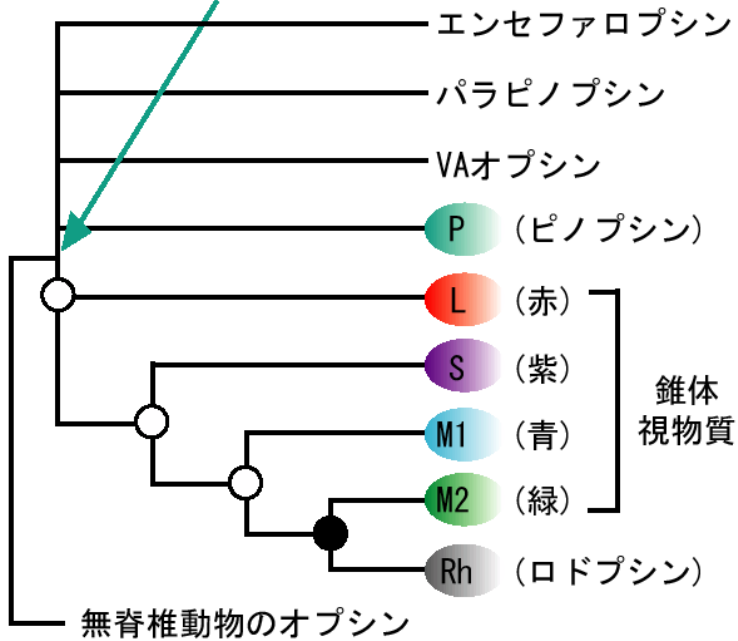 エンセファロプシン
パラピノプシン
VAオプシン
P (ピノプシン)
L (赤)
S (紫)
M1 (青)
M2 (緑)
Rh (ロドプシン)
錐体
視物質
無脊椎動物のオプシン